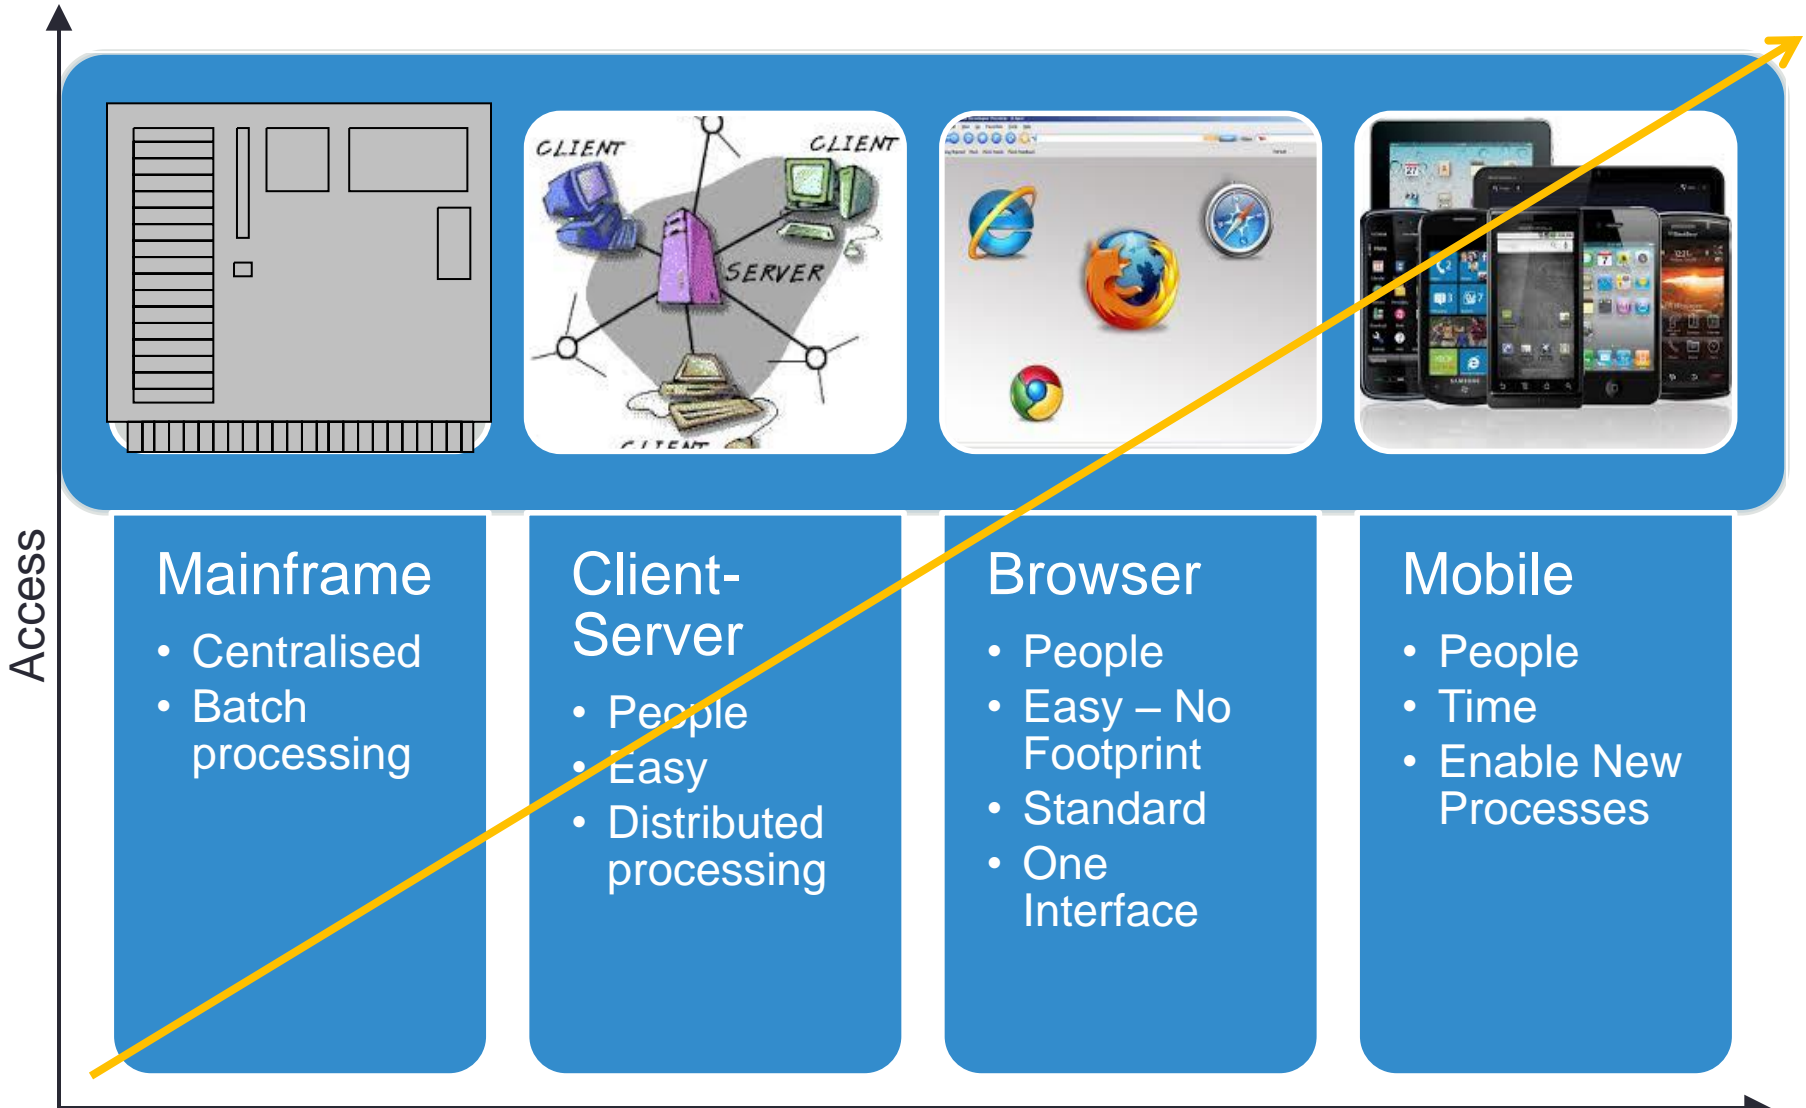 Access
CLIENT
CLIENT
SERVER
CLIENT
Mainframe
• Centralised
• Batch
processing
Client-
Server
• People
• Easy
• Distributed
processing
Browser
• People
• Easy – No
Footprint
• Standard
• One
Interface
Mobile
• People
• Time
• Enable New
Processes